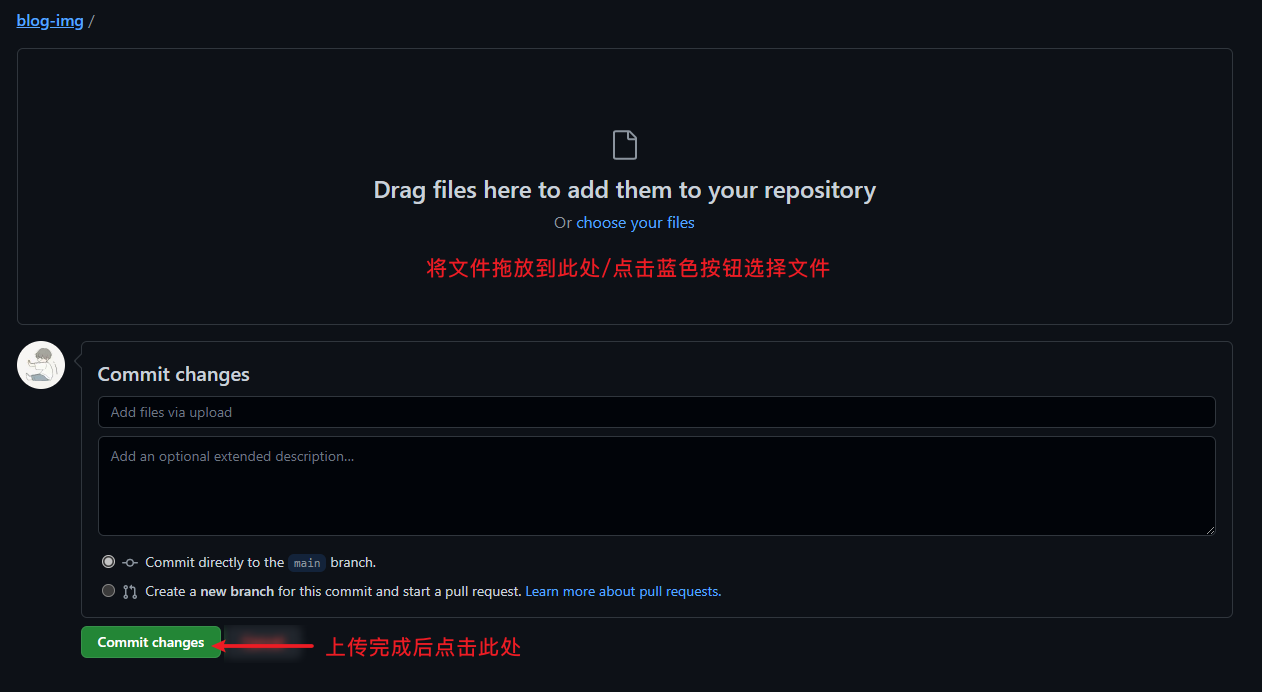 blog-img /
Drag files here to add them to your repository
Or choose your files
将文件拖放到此处/点击蓝色按钮选择文件
Commit changes
Add files via upload
Add an optional extended description...
Commit directly to the main branch.
Create a new branch for this commit and start a pull request. Learn more about pull requests.
Commit changes
上传完成后点击此处